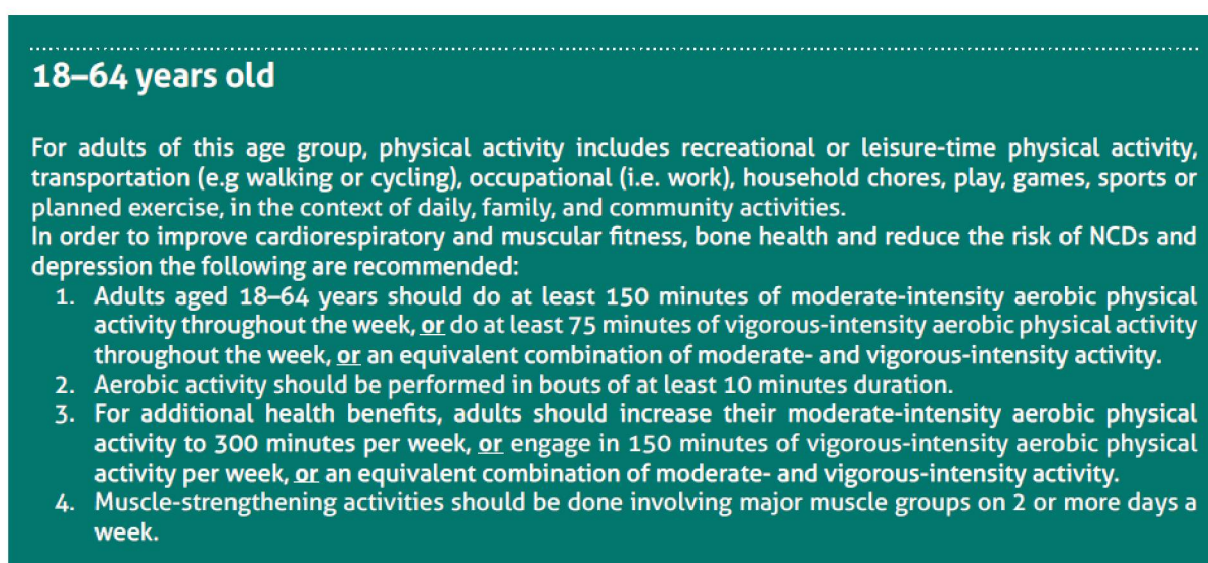 18–64 years old
For adults of this age group, physical activity includes recreational or leisure-time physical activity,
transportation (e.g walking or cycling), occupational (i.e. work), household chores, play, games, sports or
planned exercise, in the context of daily, family, and community activities.
In order to improve cardiorespiratory and muscular fitness, bone health and reduce the risk of NCDs and
depression the following are recommended:
1. Adults aged 18–64 years should do at least 150 minutes of moderate-intensity aerobic physical
activity throughout the week, or do at least 75 minutes of vigorous-intensity aerobic physical activity
throughout the week, or an equivalent combination of moderate- and vigorous-intensity activity.
2. Aerobic activity should be performed in bouts of at least 10 minutes duration.
3. For additional health benefits, adults should increase their moderate-intensity aerobic physical
activity to 300 minutes per week, or engage in 150 minutes of vigorous-intensity aerobic physical
activity per week, or an equivalent combination of moderate- and vigorous-intensity activity.
4. Muscle-strengthening activities should be done involving major muscle groups on 2 or more days a
week.